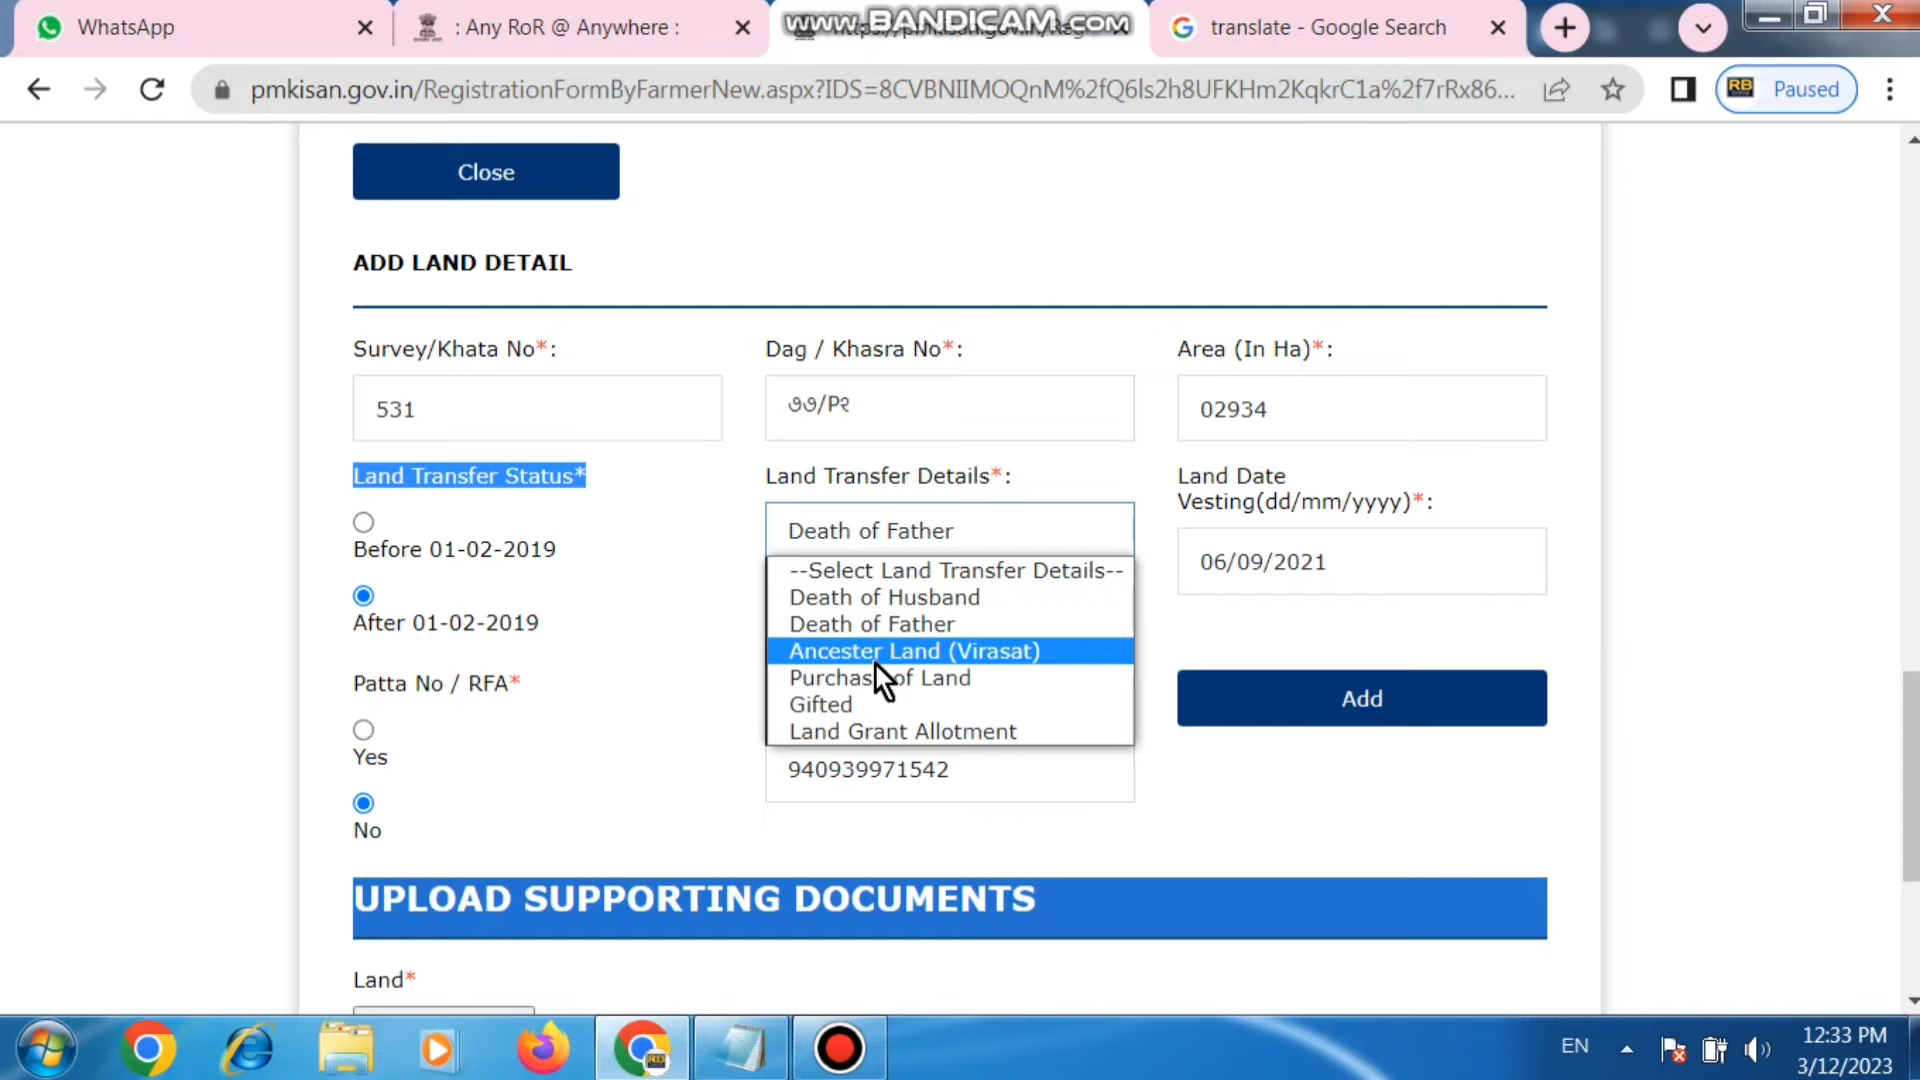 WhatsApp
: Any RoR @ Anywhere :
www.BANDICAM.com
translate - Google Search
pmkisan.gov.in/RegistrationFormByFarmerNew.aspx?IDS=8CVBNIIMOQnM%2fQ6ls2h8UFKHm2KqkrC1a%2f7rRx86...
Paused
Close
ADD LAND DETAIL
Survey/Khata No*:
Dag / Khasra No*:
Area (In Ha)*:
531
૭૭/P૨
02934
Land Transfer Status*
Land Transfer Details*:
Land Date
Vesting(dd/mm/yyyy)*:
Before 01-02-2019
After 01-02-2019
Death of Father
06/09/2021
--Select Land Transfer Details--
Death of Husband
Death of Father
Ancester Land (Virasat)
Purchase of Land
Gifted
Land Grant Allotment
Patta No / RFA*
Yes
No
940939971542
Add
UPLOAD SUPPORTING DOCUMENTS
Land*
EN
12:33 PM
3/12/2023